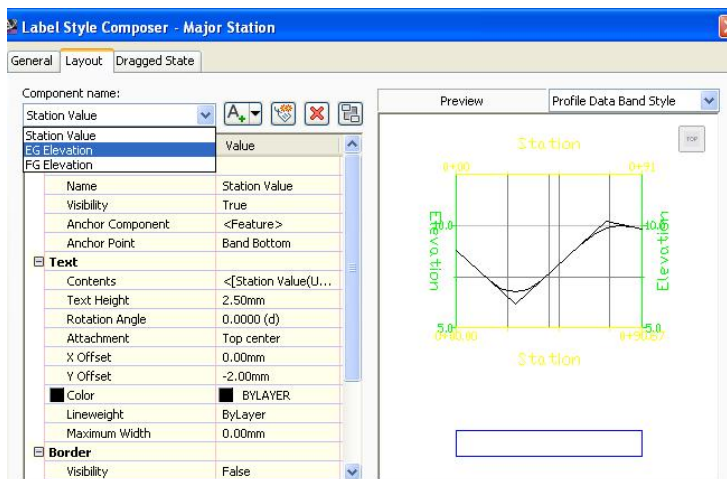 Label Style Composer - Major Station
General Layout Dragged State
Component name:
Station Value
Station Value
EG Elevation
FG Elevation
Value
Name Station Value
Visibility True
Anchor Component <Feature>
Anchor Point Band Bottom
Text
Contents <[Station Value(U...
Text Height 2.50mm
Rotation Angle 0.0000 (d)
Attachment Top center
X Offset 0.00mm
Y Offset -2.00mm
Color BYLAYER
Lineweight ByLayer
Maximum Width 0.00mm
Border
Visibility False
Preview Profile Data Band Style
TOP
Station
0+00 0+91
10.0 10.0
Elevation Elevation
5.0 5.0
0+00.00 0+90.67
Station